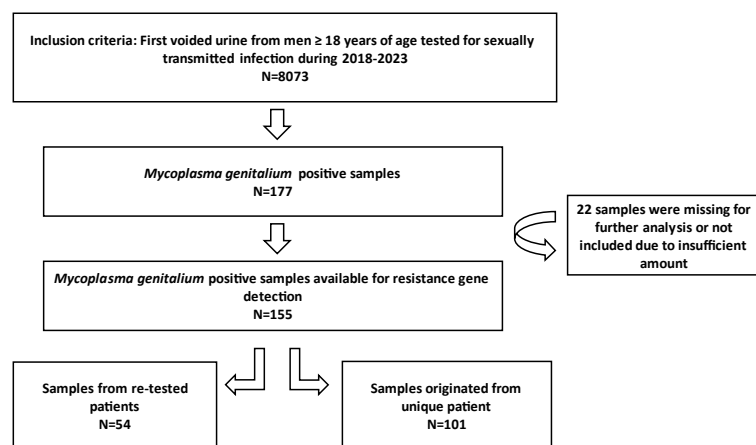 Inclusion criteria: First voided urine from men ≥ 18 years of age tested for sexually
transmitted infection during 2018-2023
N=8073
Mycoplasma genitalium positive samples
N=177
22 samples were missing for
further analysis or not
included due to insufficient
amount
Mycoplasma genitalium positive samples available for resistance gene
detection
N=155
Samples from re-tested
patients
N=54
Samples originated from
unique patient
N=101